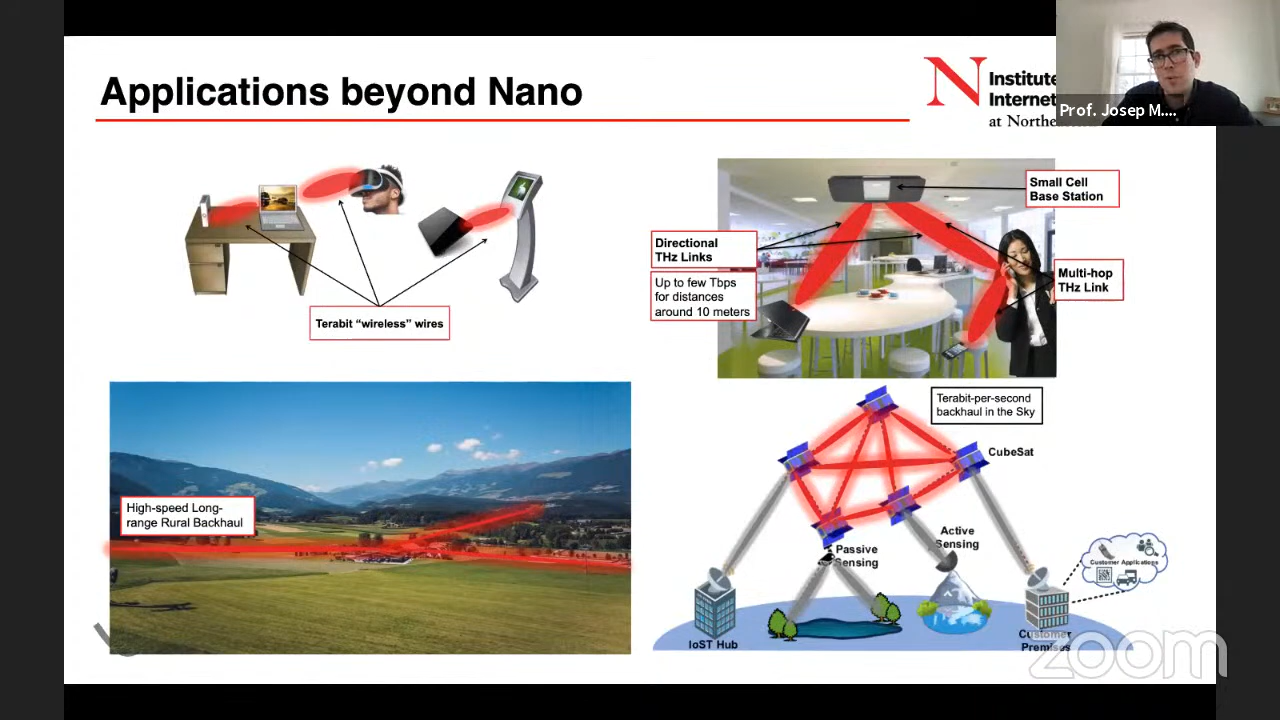 Applications beyond Nano
N
Institute
Internet
at Northe
Prof. Josep M....
Terabit “wireless” wires
Small Cell
Base Station
Directional
THz Links
Up to few Tbps
for distances
around 10 meters
Multi-hop
THz Link
High-speed Long-
range Rural Backhaul
Terabit-per-second
backhaul in the Sky
CubeSat
Active
Sensing
Passive
Sensing
Customer Applications
IoST Hub
Customer
Premises
zoom